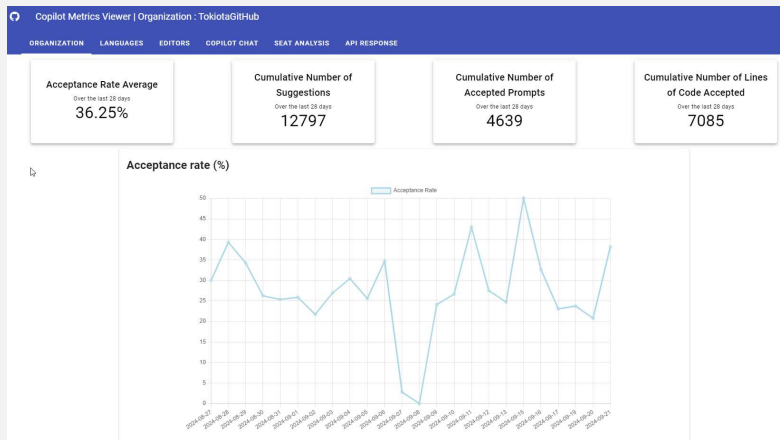 Copilot Metrics Viewer | Organization : TokiotaGitHub
ORGANIZATION LANGUAGES EDITORS COPILOT CHAT SEAT ANALYSIS API RESPONSE
Acceptance Rate Average
Over the last 28 days
36.25%
Cumulative Number of
Suggestions
Over the last 28 days
12797
Cumulative Number of
Accepted Prompts
Over the last 28 days
4639
Cumulative Number of Lines
of Code Accepted
Over the last 28 days
7085
Acceptance rate (%)
Acceptance Rate
50
45
40
35
30
25
20
15
10
5
0
2024-08-27
2024-08-28
2024-08-29
2024-08-30
2024-08-31
2024-09-01
2024-09-02
2024-09-03
2024-09-04
2024-09-05
2024-09-06
2024-09-07
2024-09-08
2024-09-09
2024-09-10
2024-09-11
2024-09-12
2024-09-13
2024-09-14
2024-09-15
2024-09-16
2024-09-17
2024-09-19
2024-09-20
2024-09-21